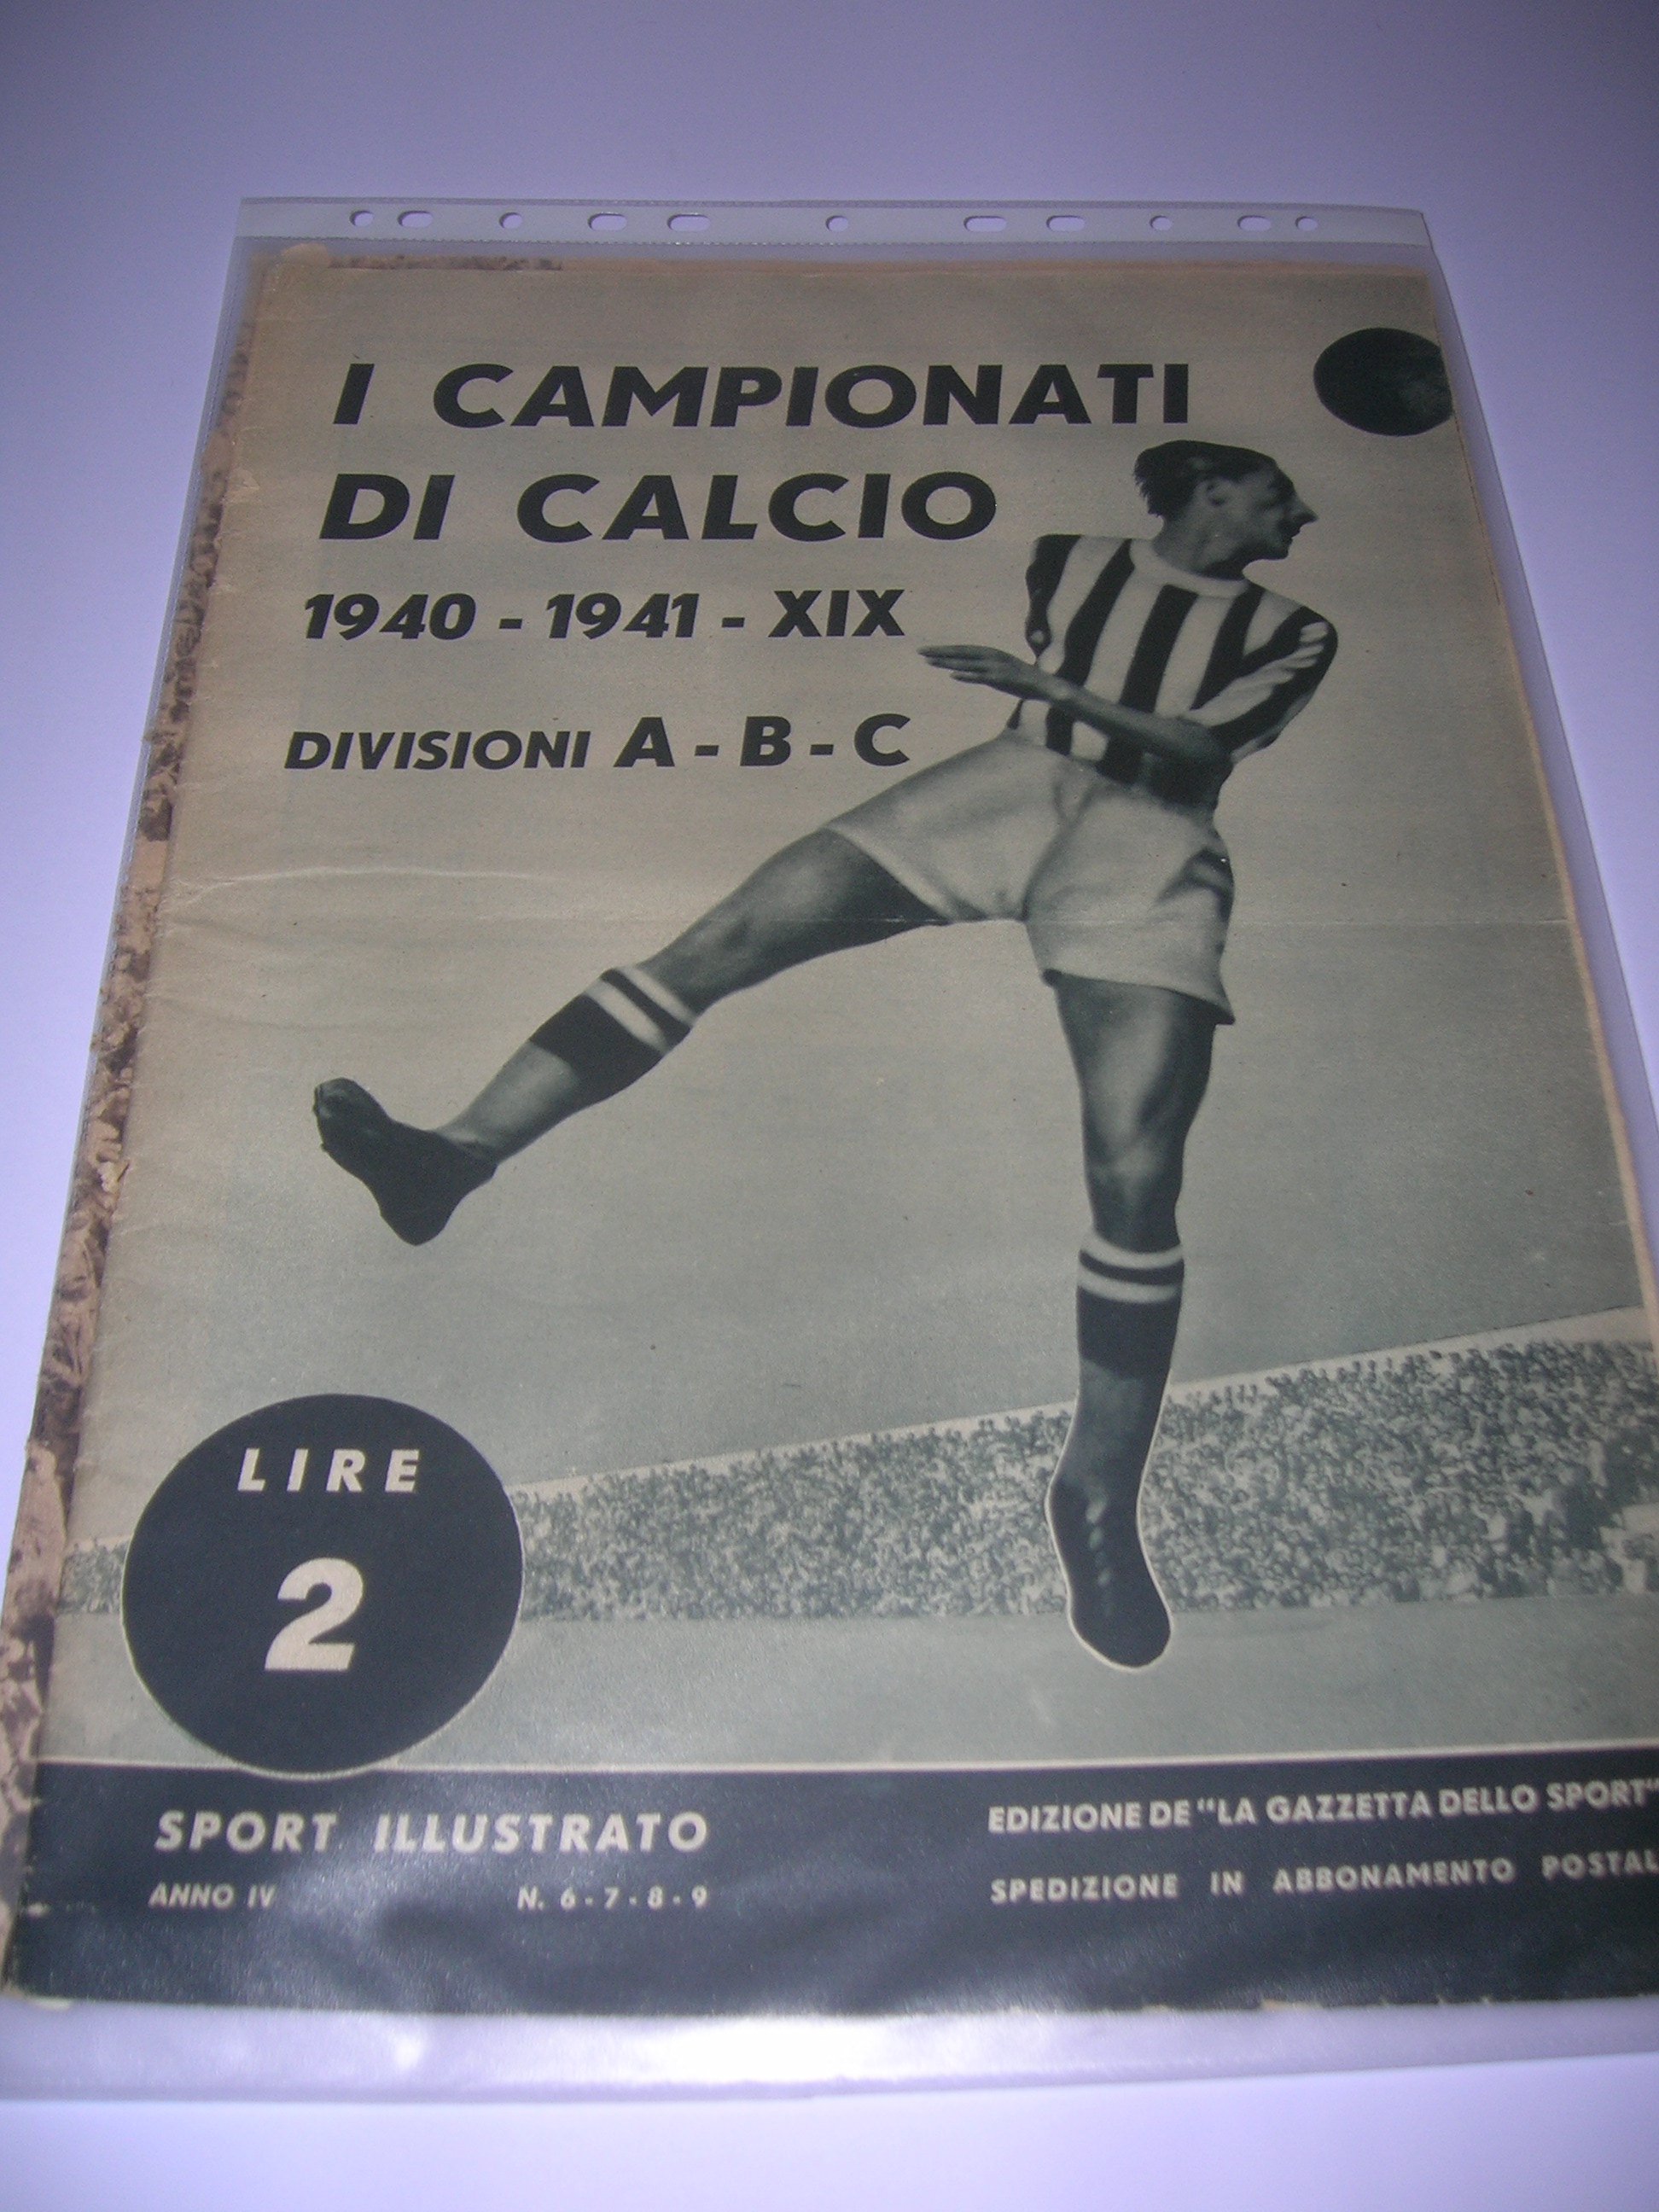 I CAMPIONATI
DI CALCIO
1940 - 1941 - XIX
DIVISIONI A - B - C
LIRE
2
SPORT ILLUSTRATO
ANNO IV N. 6 - 7 - 8 - 9
EDIZIONE DE "LA GAZZETTA DELLO SPORT"
SPEDIZIONE IN ABBONAMENTO POSTAL